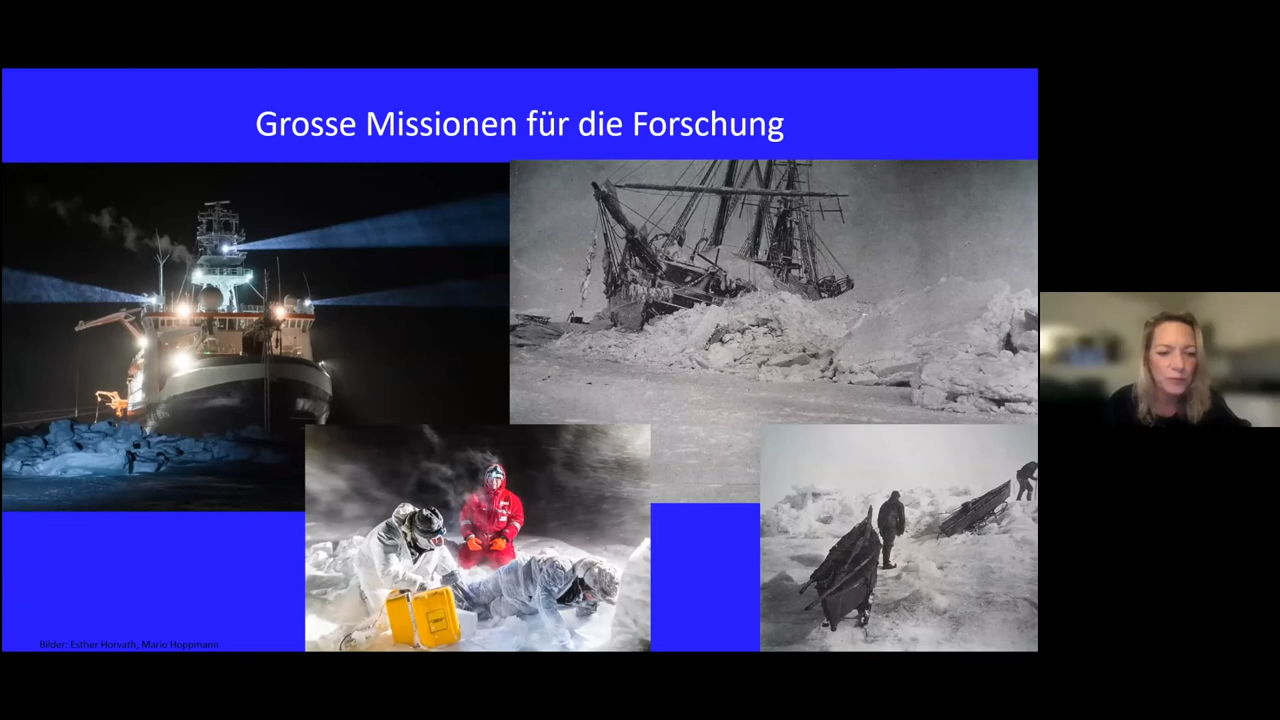 Grosse Missionen für die Forschung
Bilder: Esther Horvath, Mario Hoppmann